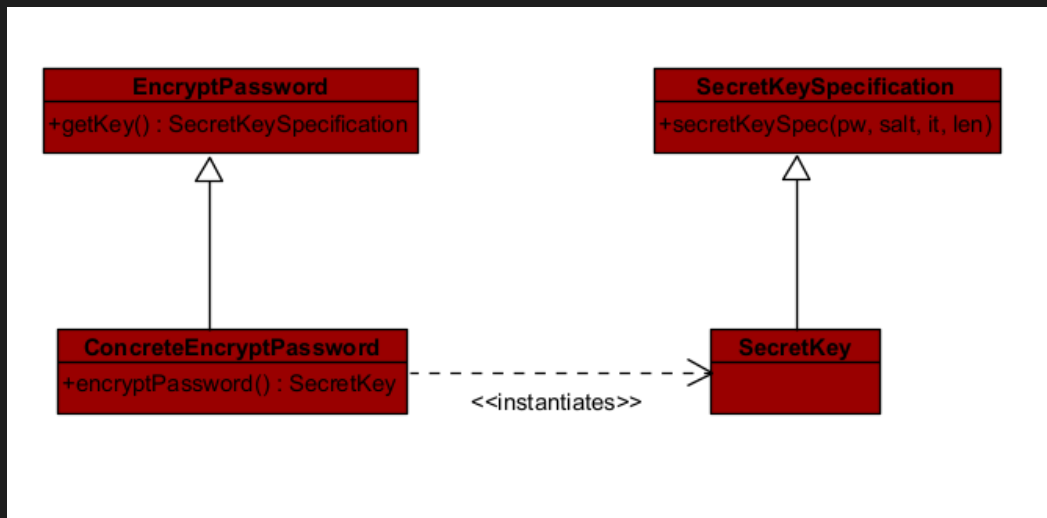 EncryptPassword
+getKey() : SecretKeySpecification
SecretKeySpecification
+secretKeySpec(pw, salt, it, len)
ConcreteEncryptPassword
+encryptPassword() : SecretKey
<<instantiates>>
SecretKey